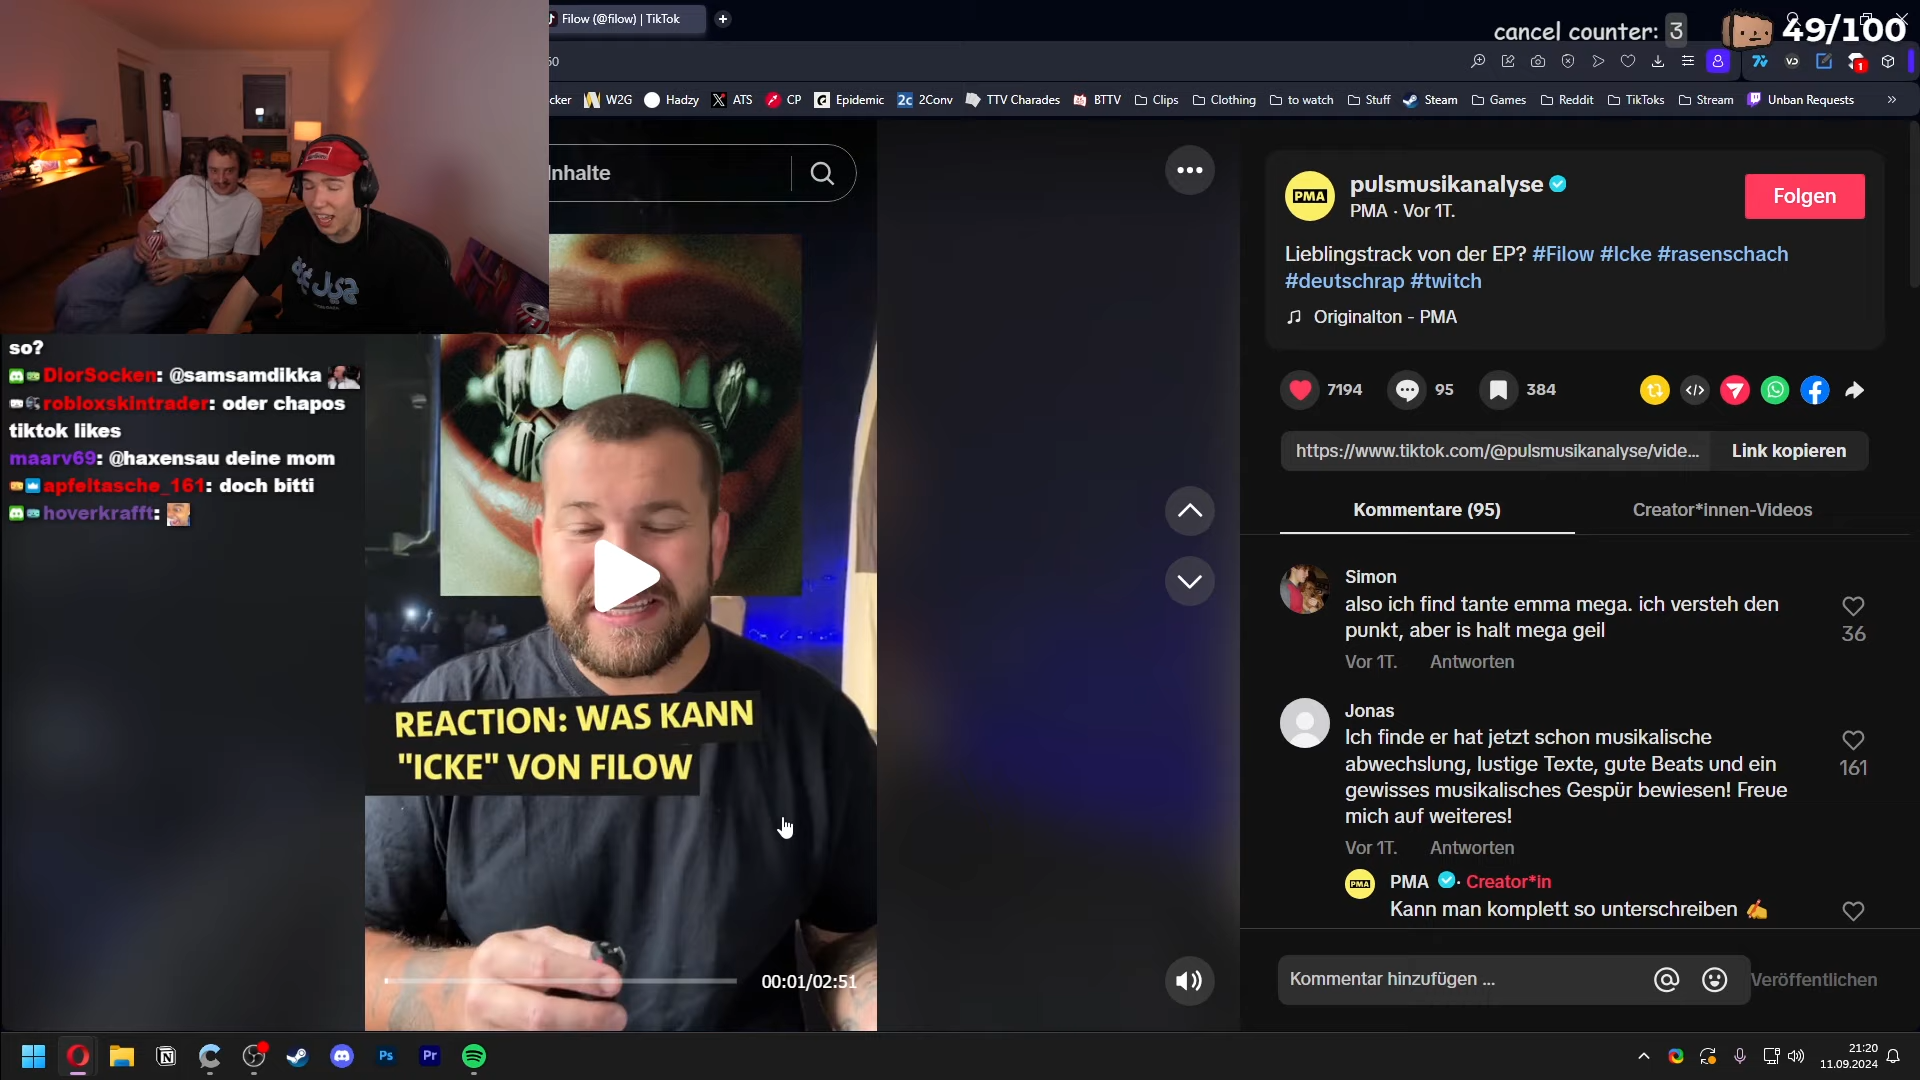 Filow (@filow) | TikTok
cancel counter: 3
49/100
60
cker
W2G
Hadzy
ATS
CP
Epidemic
2Conv
TTV Charades
BTTV
Clips
Clothing
to watch
Stuff
Steam
Games
Reddit
TikToks
Stream
Unban Requests
Inhalte
so?
DiorSocken: @samsamdikka
robloxskintrader: oder chapos
tiktok likes
maarv69: @haxensau deine mom
apfeltasche_161: doch bitti
hoverkrafft:
REACTION: WAS KANN
"ICKE" VON FILOW
00:01/02:51
PMA
pulsmusikanalyse
PMA · Vor 1T.
Folgen
Lieblingstrack von der EP? #Filow #Icke #rasenschach
#deutschrap #twitch
Originalton - PMA
7194
95
384
https://www.tiktok.com/@pulsmusikanalyse/vide...
Link kopieren
Kommentare (95)
Creator*innen-Videos
Simon
also ich find tante emma mega. ich versteh den
punkt, aber is halt mega geil
36
Vor 1T.
Antworten
Jonas
Ich finde er hat jetzt schon musikalische
abwechslung, lustige Texte, gute Beats und ein
gewisses musikalisches Gespür bewiesen! Freue
mich auf weiteres!
161
Vor 1T.
Antworten
PMA
PMA · Creator*in
Kann man komplett so unterschreiben ✍️
Kommentar hinzufügen ...
Veröffentlichen
Ps
Pr
21:20
11.09.2024